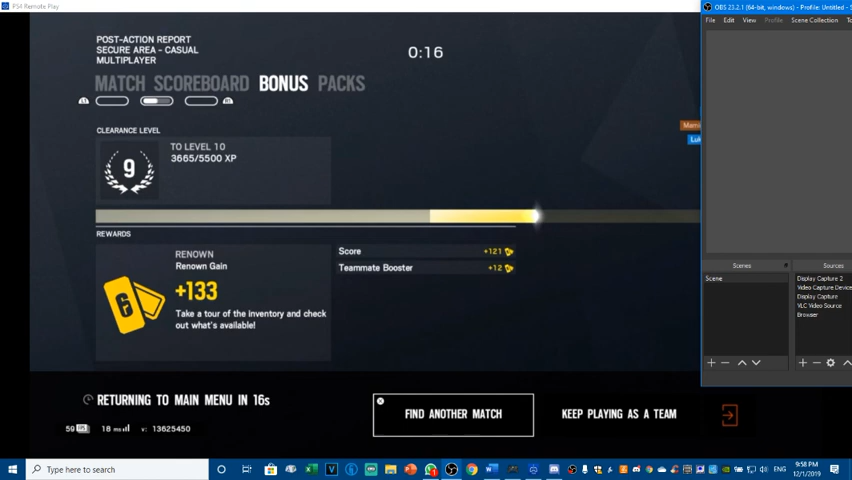 PS4 Remote Play
OBS 23.2.1 (64-bit, windows) - Profile: Untitled -
File Edit View Profile Scene Collection
POST-ACTION REPORT
SECURE AREA - CASUAL
MULTIPLAYER
0:16
MATCH SCOREBOARD BONUS PACKS
CLEARANCE LEVEL
9
TO LEVEL 10
3665/5500 XP
REWARDS
RENOWN
Renown Gain
+133
Take a tour of the inventory and check
out what's available!
Score +121
Teammate Booster +12
Scenes Sources
Scene
Display Capture 2
Video Capture Device
Display Capture
VLC Video Source
Browser
RETURNING TO MAIN MENU IN 16s
FIND ANOTHER MATCH
KEEP PLAYING AS A TEAM
59 FPS 18 ms v: 13625450
Type here to search
ENG
9:58 PM
12/1/2019